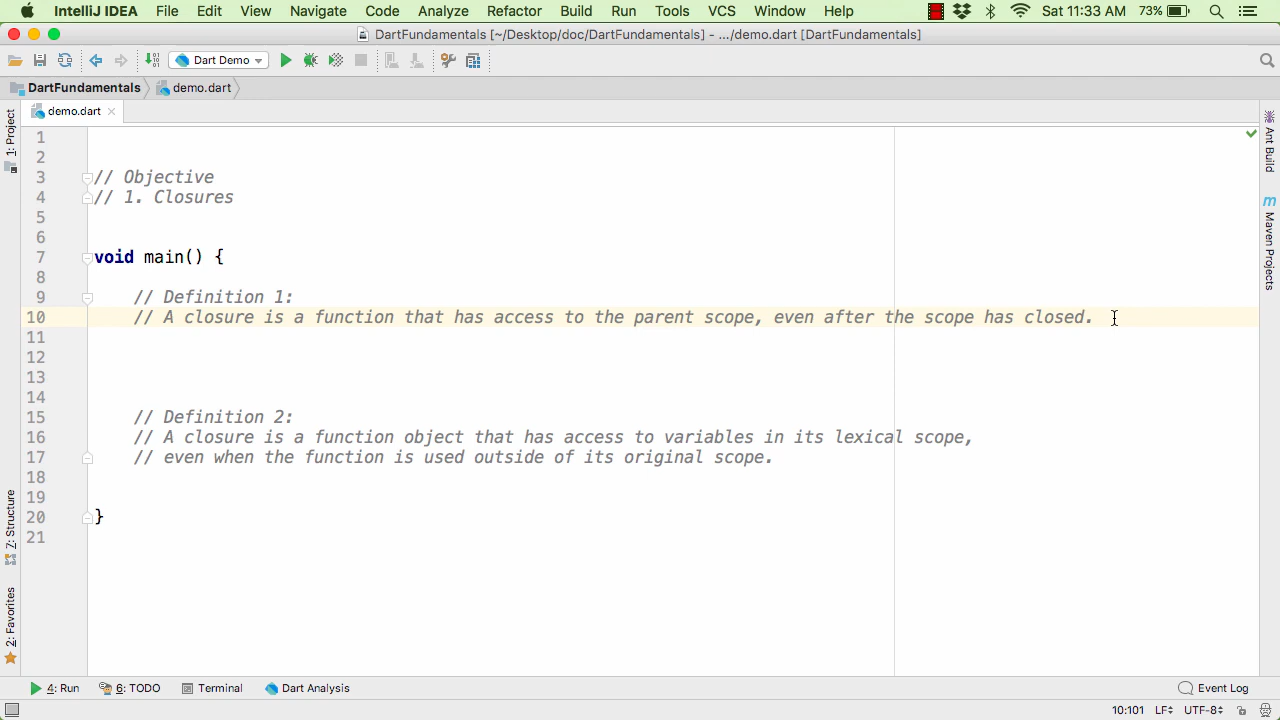 IntelliJ IDEA File Edit View Navigate Code Analyze Refactor Build Run Tools VCS Window Help Sat 11:33 AM 73%
DartFundamentals [~/Desktop/doc/DartFundamentals] - .../demo.dart [DartFundamentals]
Dart Demo
DartFundamentals demo.dart
demo.dart
1: Project
Ant Build
Maven Projects
1
2
3 // Objective
4 // 1. Closures
5
6
7 void main() {
8
9 // Definition 1:
10 // A closure is a function that has access to the parent scope, even after the scope has closed.
11
12
13
14
15 // Definition 2:
16 // A closure is a function object that has access to variables in its lexical scope,
17 // even when the function is used outside of its original scope.
18
19
20 }
21
7: Structure
2: Favorites
4: Run 6: TODO Terminal Dart Analysis Event Log
10:101 LF UTF-8